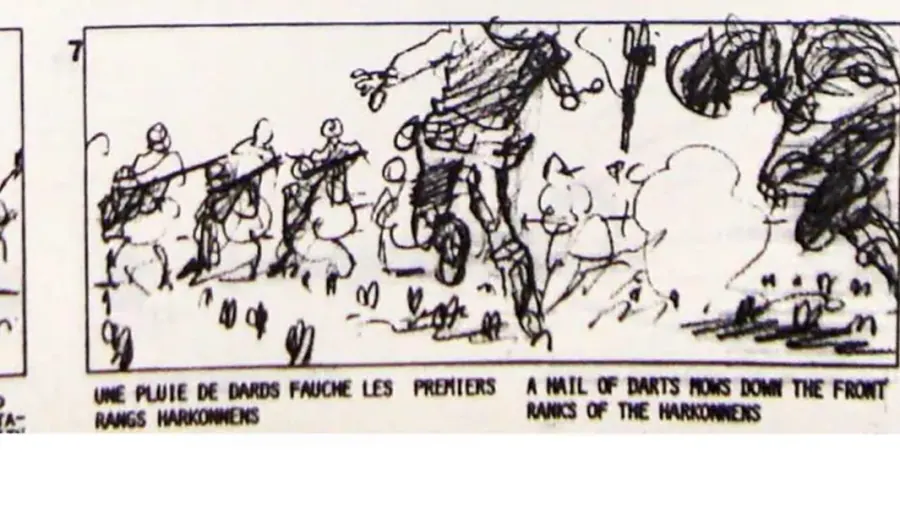 7
UNE PLUIE DE DARDS FAUCHE LES PREMIERS
RANGS HARKONNENS
A HAIL OF DARTS MOWS DOWN THE FRONT
RANKS OF THE HARKONNENS
TA-